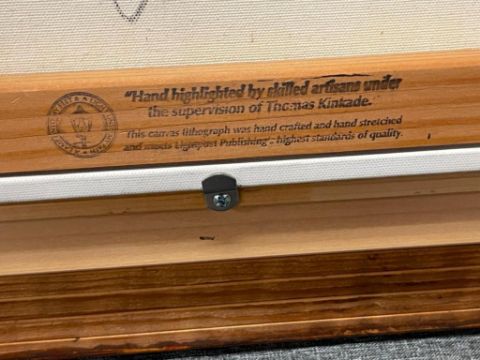 "Hand highlighted by skilled artisans under
the supervision of Thomas Kinkade.
This canvas lithograph was hand crafted and hand stretched
and meets Lightpost Publishing's highest standards of quality.